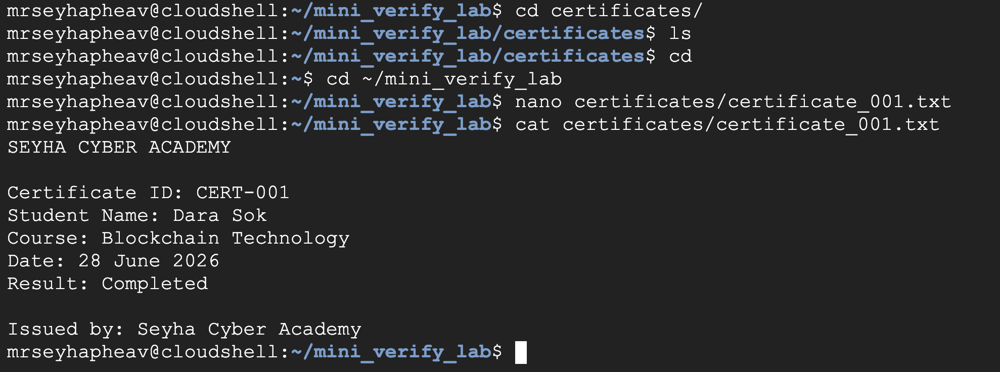 mrseyhapheav@cloudshell:~/mini_verify_lab$ cd certificates/
mrseyhapheav@cloudshell:~/mini_verify_lab/certificates$ ls
mrseyhapheav@cloudshell:~/mini_verify_lab/certificates$ cd
mrseyhapheav@cloudshell:~$ cd ~/mini_verify_lab
mrseyhapheav@cloudshell:~/mini_verify_lab$ nano certificates/certificate_001.txt
mrseyhapheav@cloudshell:~/mini_verify_lab$ cat certificates/certificate_001.txt
SEYHA CYBER ACADEMY
Certificate ID: CERT-001
Student Name: Dara Sok
Course: Blockchain Technology
Date: 28 June 2026
Result: Completed
Issued by: Seyha Cyber Academy
mrseyhapheav@cloudshell:~/mini_verify_lab$